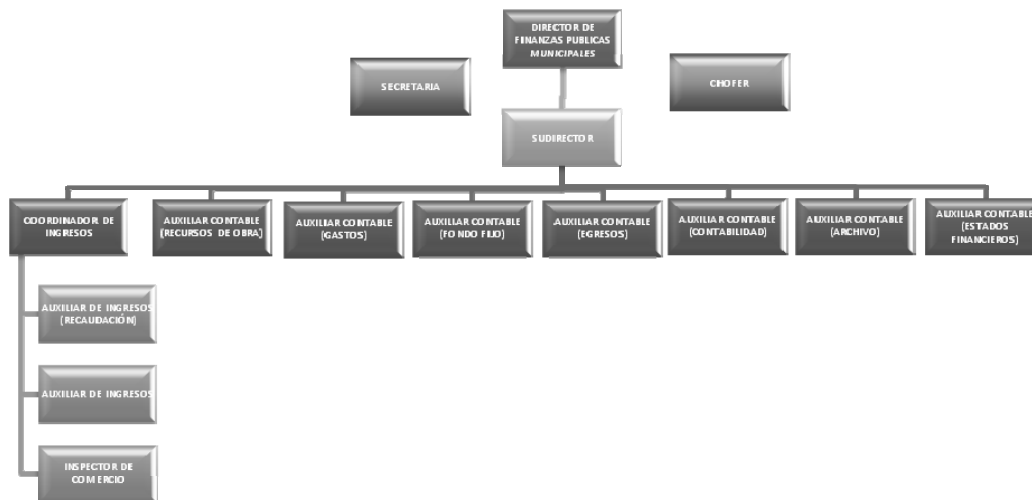 DIRECTOR DE
FINANZAS PUBLICAS
MUNICIPALES
SECRETARIA
CHOFER
SUDIRECTOR
COORDINADOR DE
INGRESOS
AUXILIAR CONTABLE
(RECURSOS DE OBRA)
AUXILIAR CONTABLE
(GASTOS)
AUXILIAR CONTABLE
(FONDO FIJO)
AUXILIAR CONTABLE
(EGRESOS)
AUXILIAR CONTABLE
(CONTABILIDAD)
AUXILIAR CONTABLE
(ARCHIVO)
AUXILIAR CONTABLE
(ESTADOS
FINANCIEROS)
AUXILIAR DE INGRESOS
(RECAUDACIÓN)
AUXILIAR DE INGRESOS
INSPECTOR DE
COMERCIO